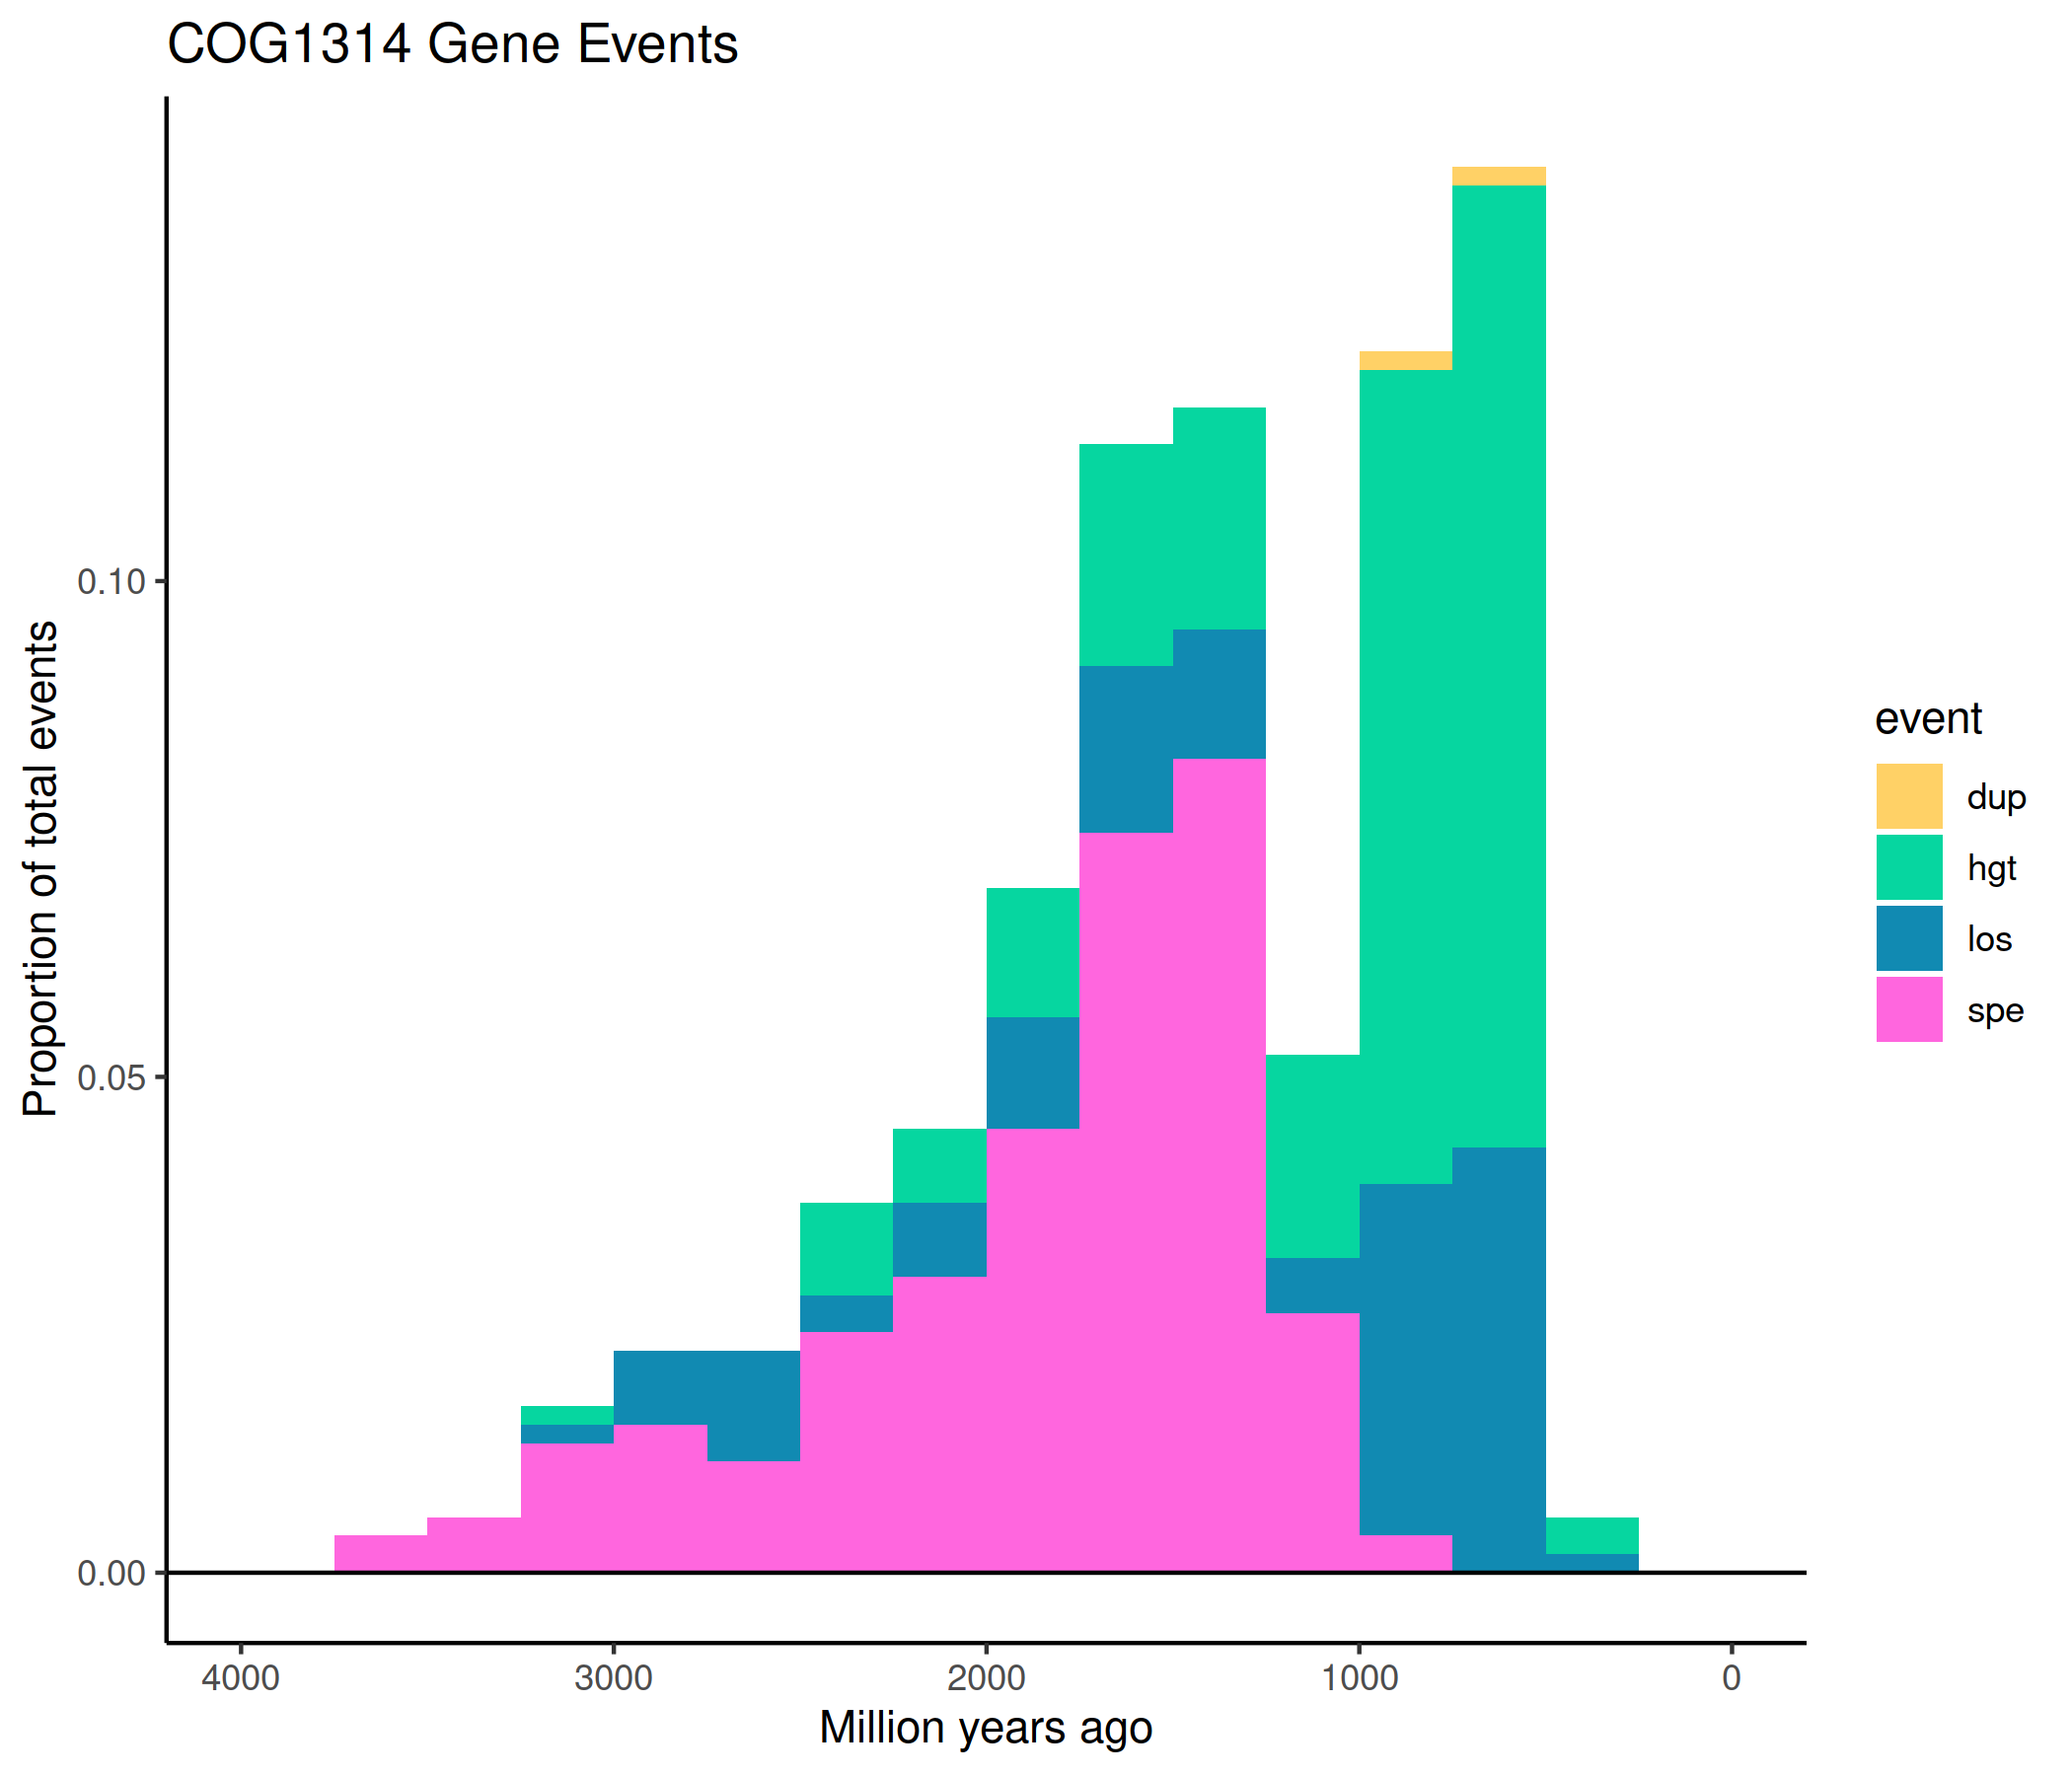 COG1314 Gene Events
Proportion of total events
0.10
0.05
0.00
4000 3000 2000 1000 0
Million years ago
event
dup
hgt
los
spe